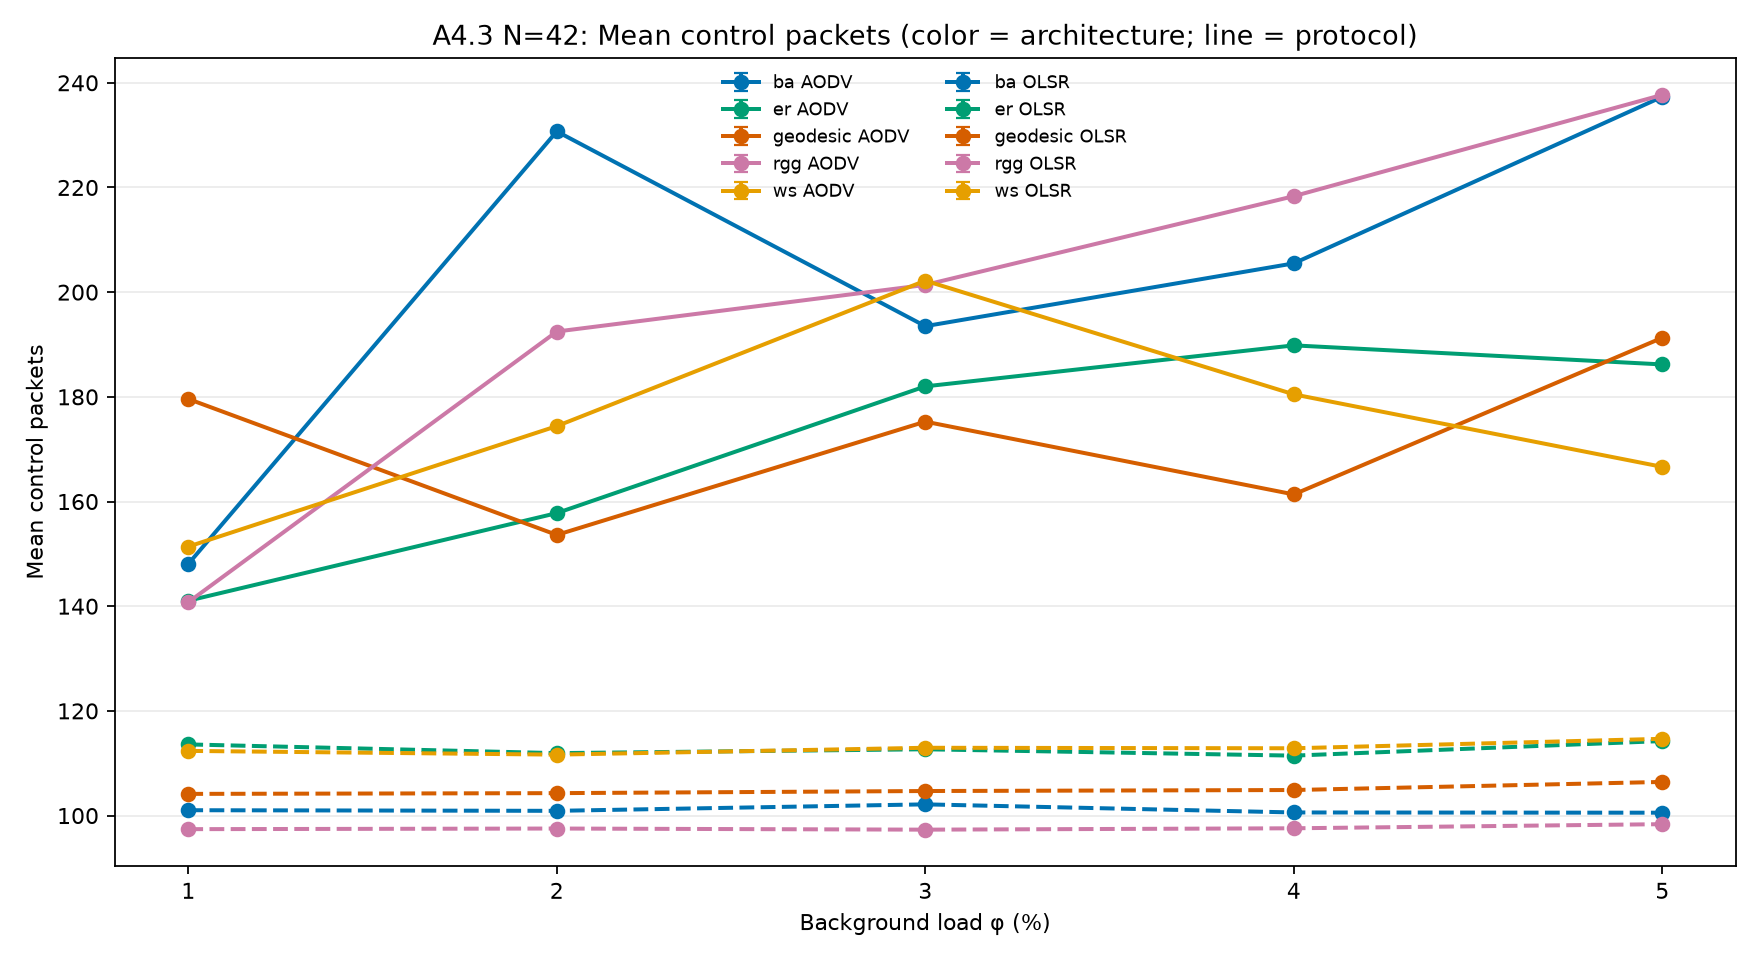 A4.3 N=42: Mean control packets (color = architecture; line = protocol)
240
220
200
180
160
140
120
100
Mean control packets
ba AODV
er AODV
geodesic AODV
rgg AODV
ws AODV
ba OLSR
er OLSR
geodesic OLSR
rgg OLSR
ws OLSR
1 2 3 4 5
Background load φ (%)